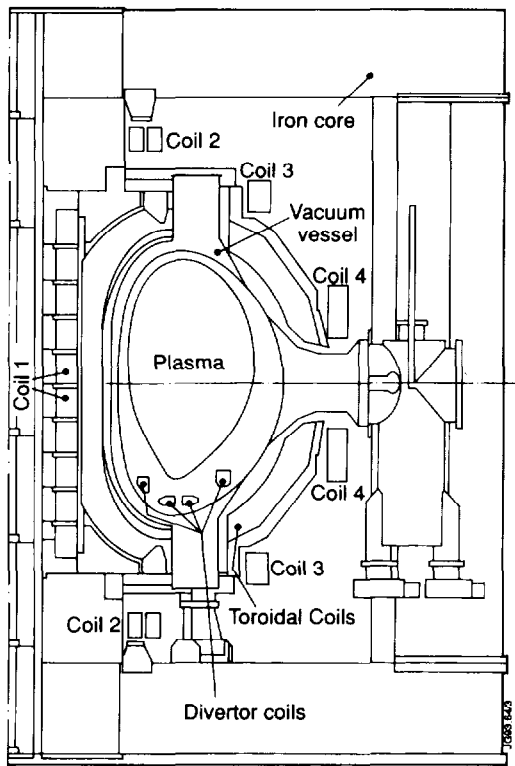 Iron core
Coil 2
Coil 3
Vacuum
vessel
Coil 4
Plasma
Coil 1
Coil 4
Coil 3
Toroidal Coils
Coil 2
Divertor coils
JG93.64/3